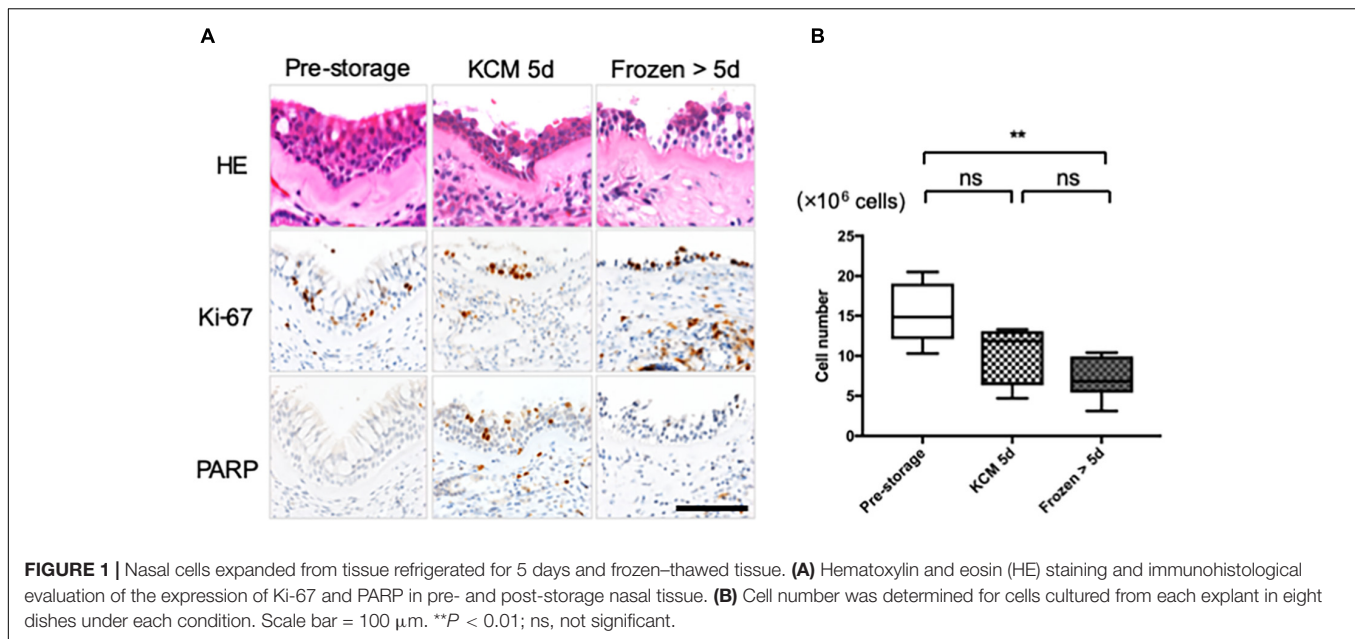 A
B
Pre-storage KCM 5d Frozen > 5d
HE
Ki-67
PARP
**
ns ns
(×10⁶ cells)
Cell number
25
20
15
10
5
0
Pre-storage
KCM 5d
Frozen > 5d
FIGURE 1 | Nasal cells expanded from tissue refrigerated for 5 days and frozen–thawed tissue. (A) Hematoxylin and eosin (HE) staining and immunohistological
evaluation of the expression of Ki-67 and PARP in pre- and post-storage nasal tissue. (B) Cell number was determined for cells cultured from each explant in eight
dishes under each condition. Scale bar = 100 μm. **P < 0.01; ns, not significant.